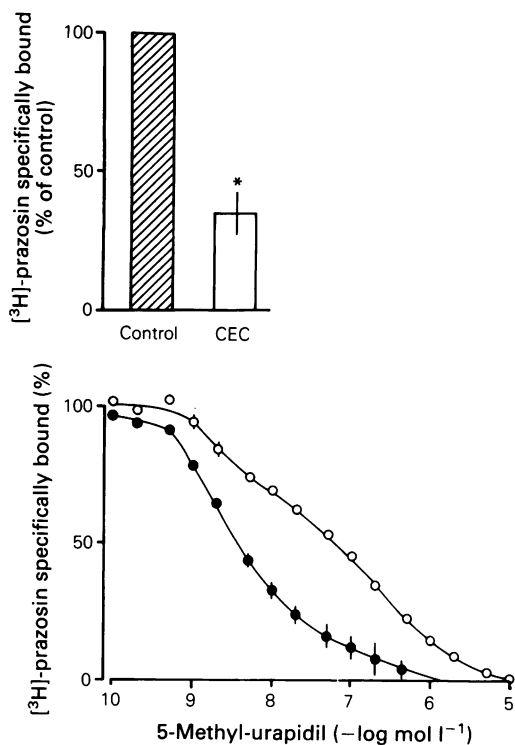 [³H]-prazosin specifically bound
(% of control)
100
50
0
*
Control
CEC
[³H]-prazosin specifically bound (%)
100
50
0
10
9
8
7
6
5
5-Methyl-urapidil (−log mol l⁻¹)